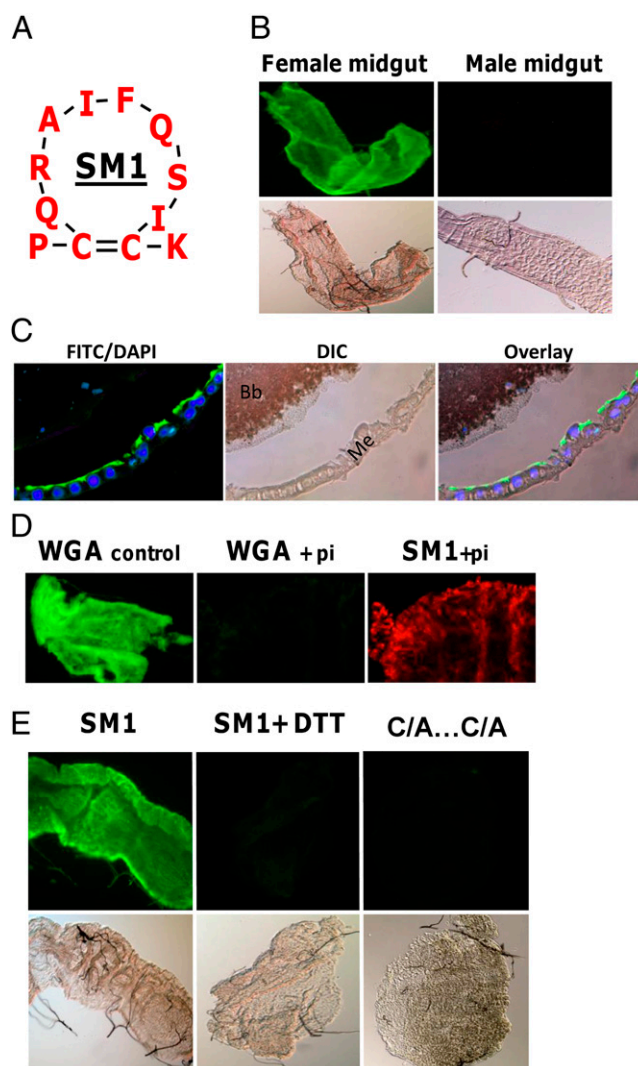 A
I F
A Q
R SM1 S
Q I
P – C = C – K
B
Female midgut Male midgut
C
FITC/DAPI DIC Overlay
Bb
Me
D
WGA control WGA +pi SM1+pi
E
SM1 SM1+DTT C/A...C/A